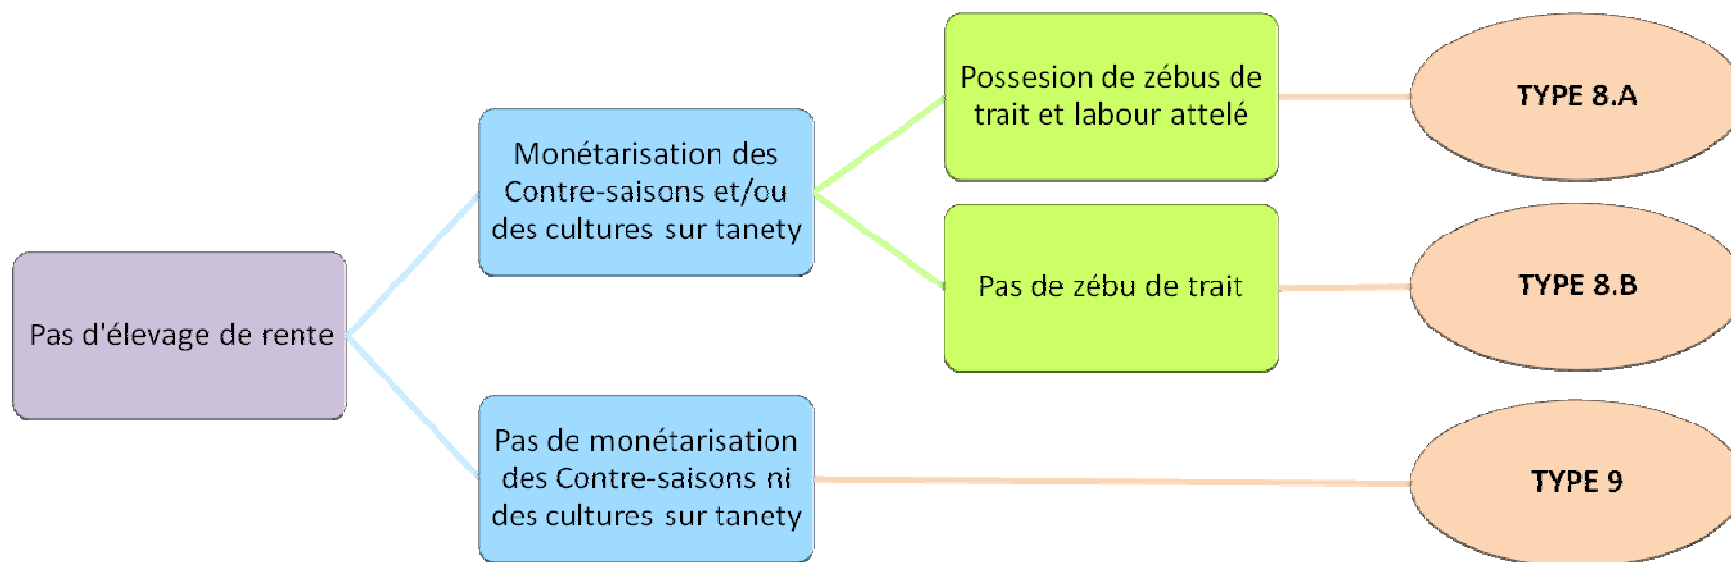 Pas d'élevage de rente
Monétarisation des
Contre-saisons et/ou
des cultures sur tanety
Possesion de zébus de
trait et labour attelé
TYPE 8.A
Pas de zébu de trait
TYPE 8.B
Pas de monétarisation
des Contre-saisons ni
des cultures sur tanety
TYPE 9